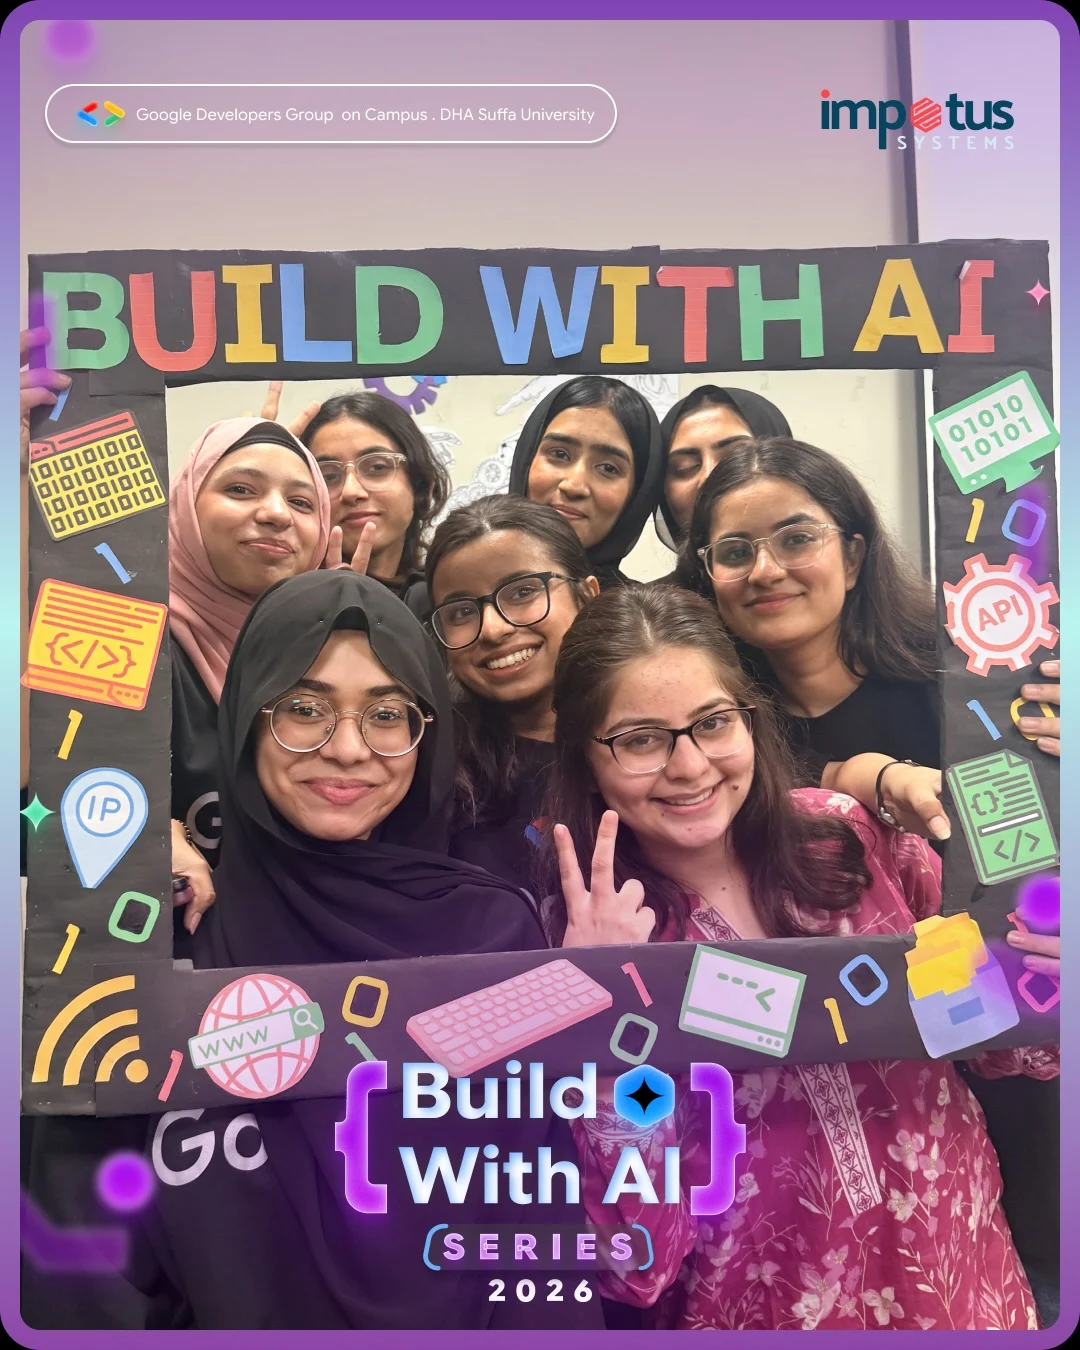 Google Developers Group on Campus . DHA Suffa University
impetus
SYSTEMS
BUILD WITH AI
01010
10101
API
IP
WWW
Go
G
Build
With AI
SERIES
2026